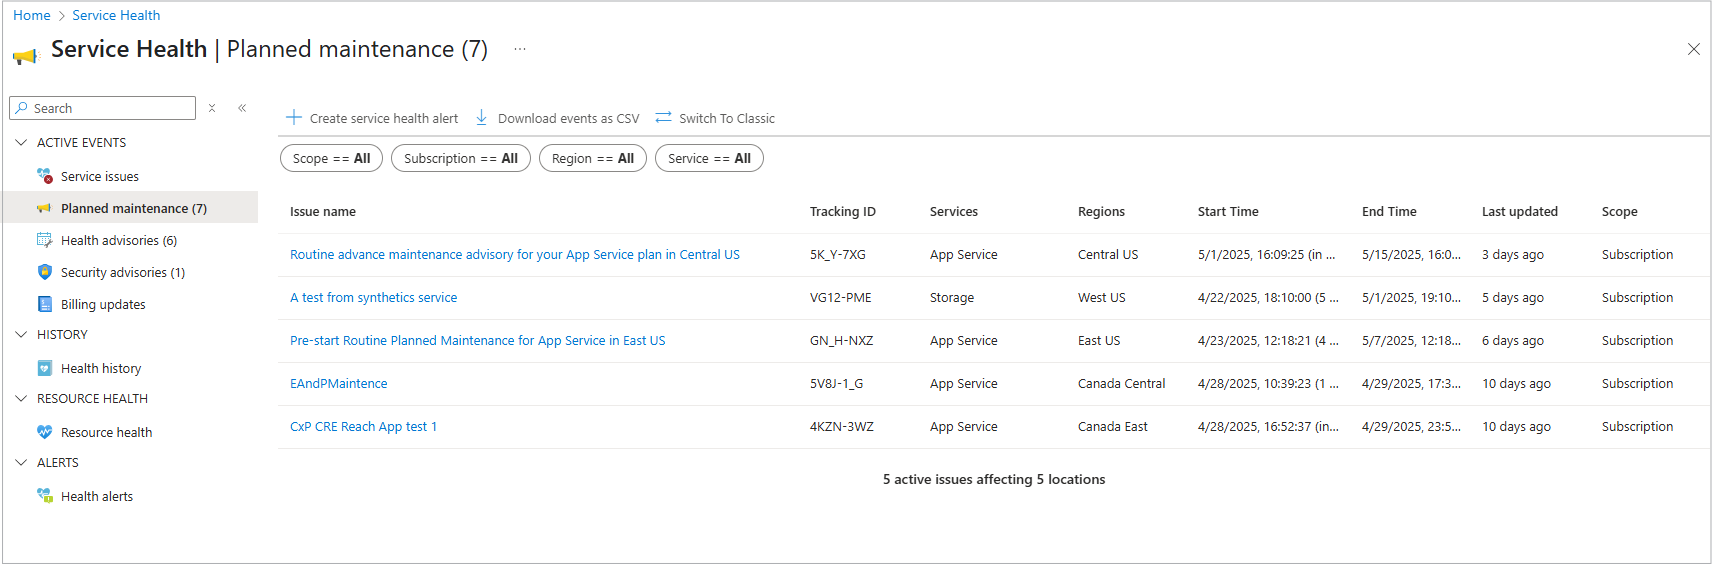 Home > Service Health
Service Health | Planned maintenance (7) ...
Search
ACTIVE EVENTS
Service issues
Planned maintenance (7)
Health advisories (6)
Security advisories (1)
Billing updates
HISTORY
Health history
RESOURCE HEALTH
Resource health
ALERTS
Health alerts
Create service health alert Download events as CSV Switch To Classic
Scope == All Subscription == All Region == All Service == All
Issue name Tracking ID Services Regions Start Time End Time Last updated Scope
Routine advance maintenance advisory for your App Service plan in Central US 5K_Y-7XG App Service Central US 5/1/2025, 16:09:25 (in ... 5/15/2025, 16:0... 3 days ago Subscription
A test from synthetics service VG12-PME Storage West US 4/22/2025, 18:10:00 (5 ... 5/1/2025, 19:10... 5 days ago Subscription
Pre-start Routine Planned Maintenance for App Service in East US GN_H-NXZ App Service East US 4/23/2025, 12:18:21 (4 ... 5/7/2025, 12:18... 6 days ago Subscription
EAndPMaintence 5V8J-1_G App Service Canada Central 4/28/2025, 10:39:23 (1 ... 4/29/2025, 17:3... 10 days ago Subscription
CxP CRE Reach App test 1 4KZN-3WZ App Service Canada East 4/28/2025, 16:52:37 (in... 4/29/2025, 23:5... 10 days ago Subscription
5 active issues affecting 5 locations